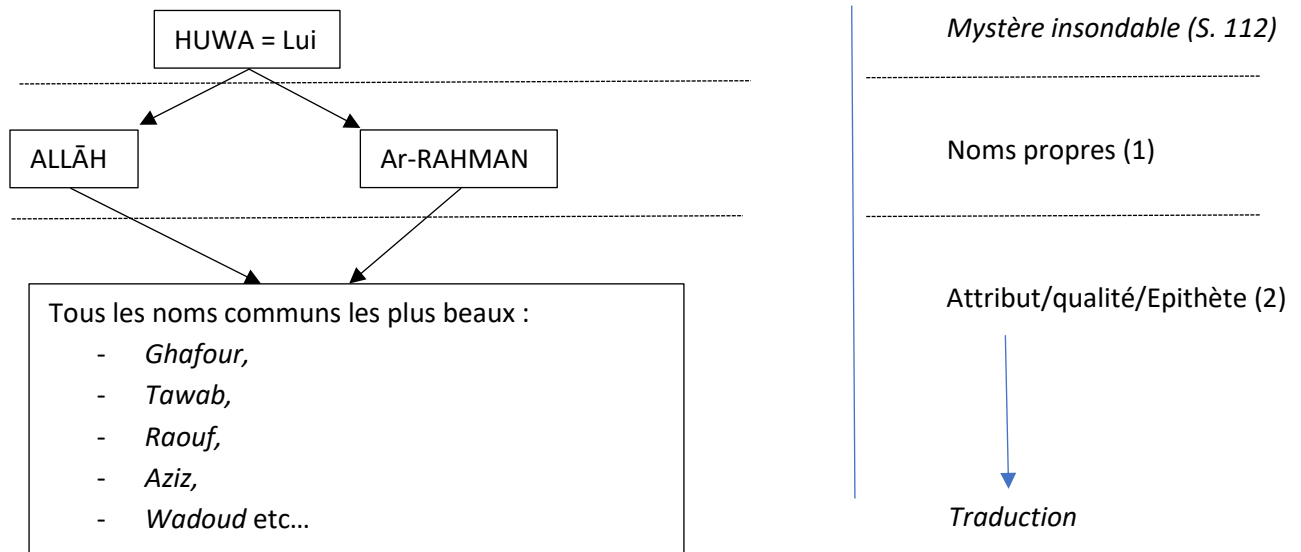 HUWA = Lui
Mystère insondable (S. 112)
ALLĀH
Ar-RAHMAN
Noms propres (1)
Attribut/qualité/Epithète (2)
Tous les noms communs les plus beaux :
- Ghafour,
- Tawab,
- Raouf,
- Aziz,
- Wadoud etc…
Traduction